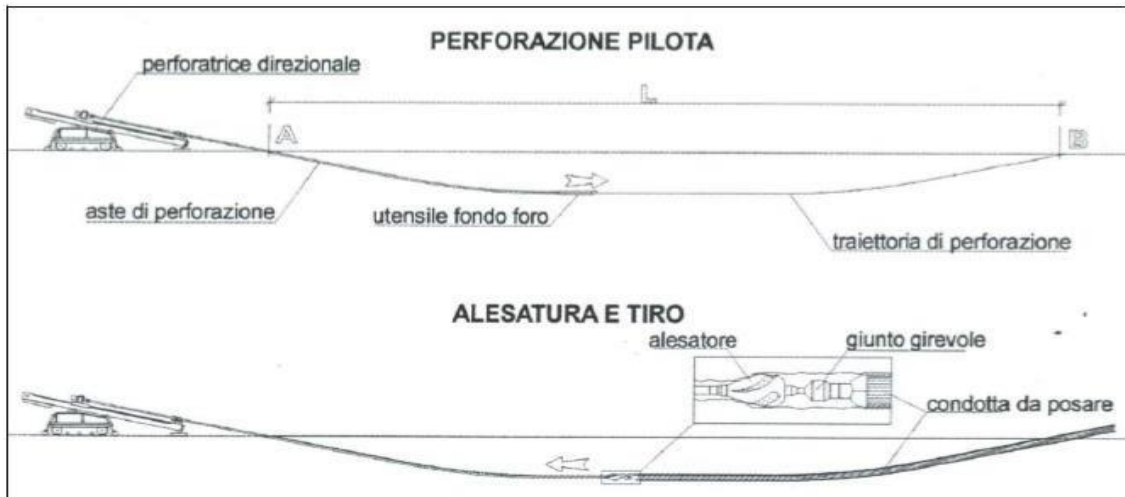 PERFORAZIONE PILOTA
perforatrice direzionale
L
A
B
aste di perforazione
utensile fondo foro
traiettoria di perforazione
ALESATURA E TIRO
alesatore
giunto girevole
condotta da posare